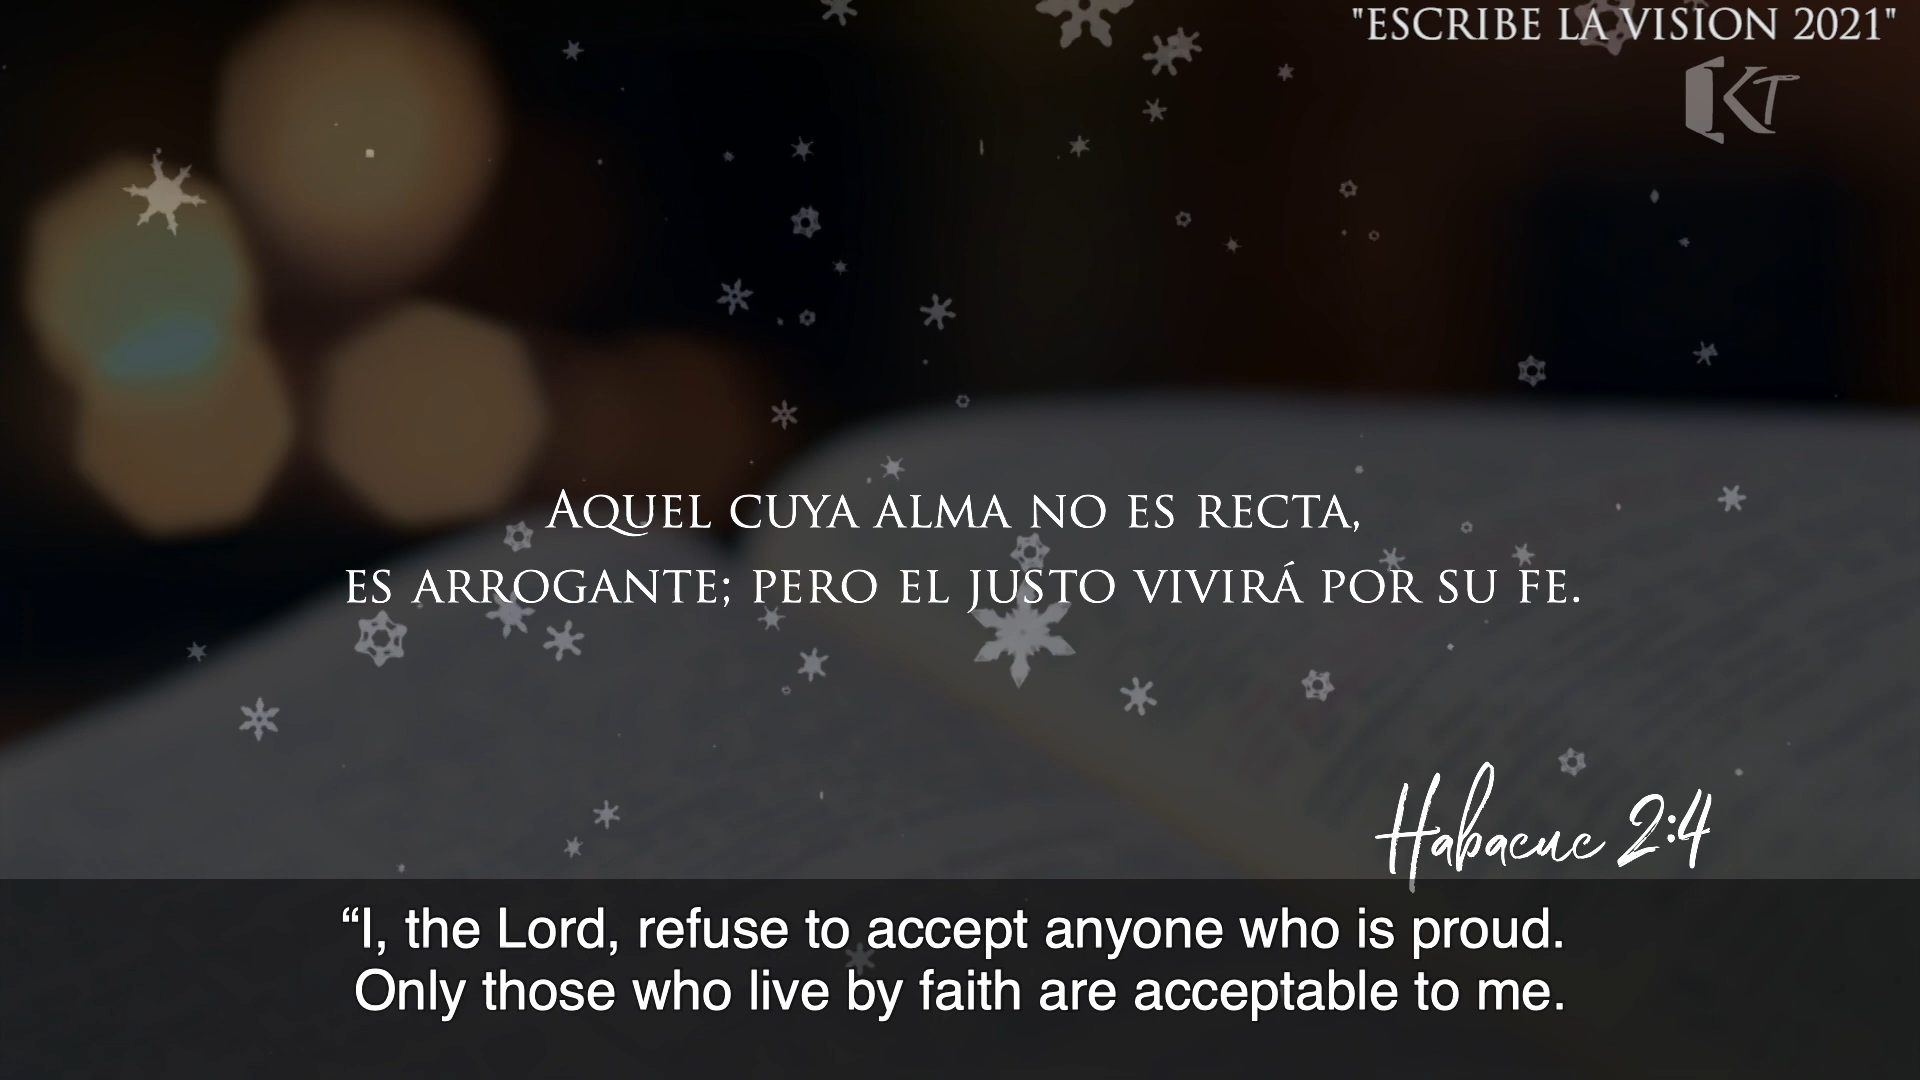 "ESCRIBE LA VISION 2021"
KT
AQUEL CUYA ALMA NO ES RECTA,
ES ARROGANTE; PERO EL JUSTO VIVIRÁ POR SU FE.
Habacuc 2:4
“I, the Lord, refuse to accept anyone who is proud.
Only those who live by faith are acceptable to me.